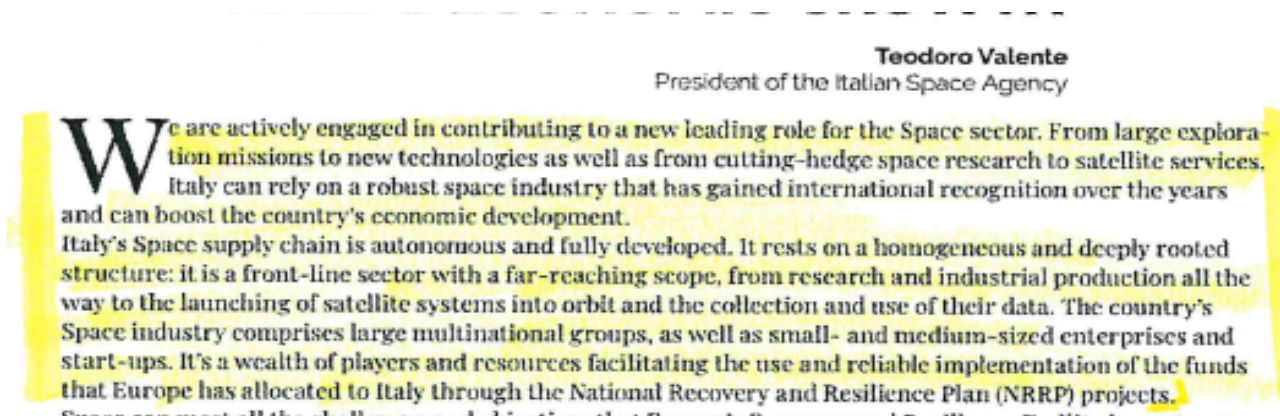 Teodoro Valente
President of the Italian Space Agency
We are actively engaged in contributing to a new leading role for the Space sector. From large explora-
tion missions to new technologies as well as from cutting-hedge space research to satellite services,
Italy can rely on a robust space industry that has gained international recognition over the years
and can boost the country's economic development.
Italy's Space supply chain is autonomous and fully developed. It rests on a homogeneous and deeply rooted
structure: it is a front-line sector with a far-reaching scope, from research and industrial production all the
way to the launching of satellite systems into orbit and the collection and use of their data. The country's
Space industry comprises large multinational groups, as well as small- and medium-sized enterprises and
start-ups. It's a wealth of players and resources facilitating the use and reliable implementation of the funds
that Europe has allocated to Italy through the National Recovery and Resilience Plan (NRRP) projects.